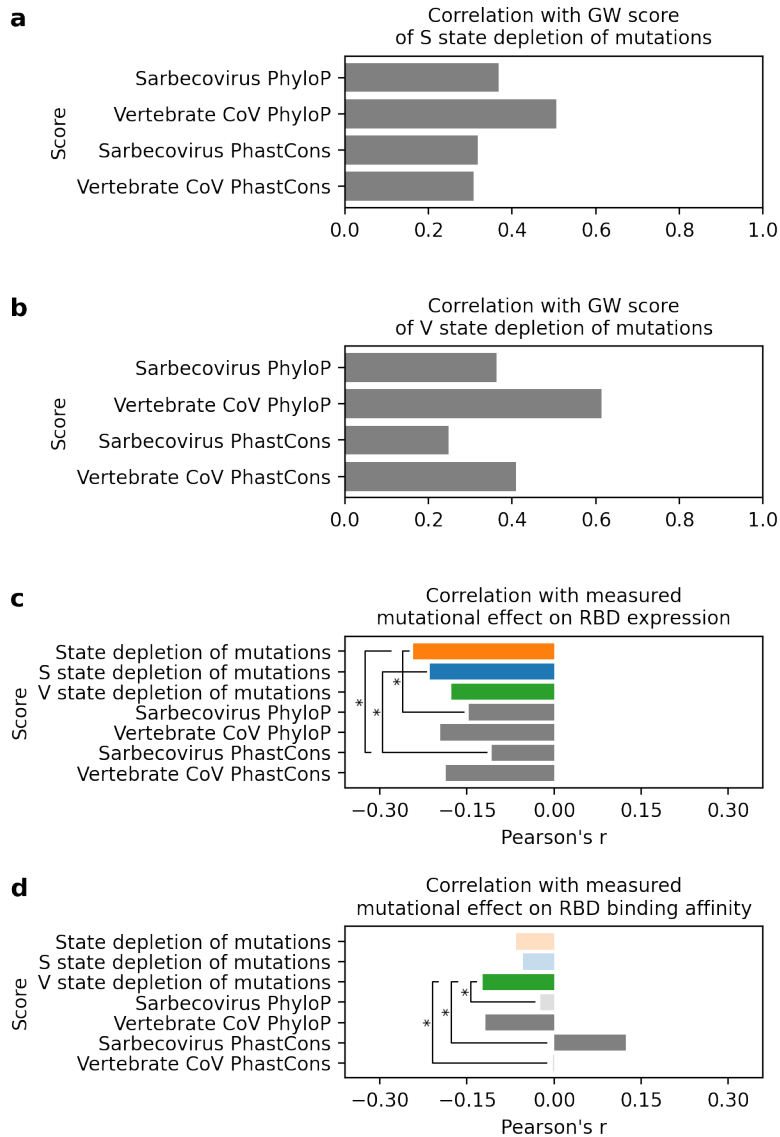 a
Correlation with GW score
of S state depletion of mutations
Score
Sarbecovirus PhyloP
Vertebrate CoV PhyloP
Sarbecovirus PhastCons
Vertebrate CoV PhastCons
0.0 0.2 0.4 0.6 0.8 1.0
b
Correlation with GW score
of V state depletion of mutations
Score
Sarbecovirus PhyloP
Vertebrate CoV PhyloP
Sarbecovirus PhastCons
Vertebrate CoV PhastCons
0.0 0.2 0.4 0.6 0.8 1.0
c
Correlation with measured
mutational effect on RBD expression
Score
State depletion of mutations
S state depletion of mutations
V state depletion of mutations
Sarbecovirus PhyloP
Vertebrate CoV PhyloP
Sarbecovirus PhastCons
Vertebrate CoV PhastCons
* * *
−0.30 −0.15 0.00 0.15 0.30
Pearson's r
d
Correlation with measured
mutational effect on RBD binding affinity
Score
State depletion of mutations
S state depletion of mutations
V state depletion of mutations
Sarbecovirus PhyloP
Vertebrate CoV PhyloP
Sarbecovirus PhastCons
Vertebrate CoV PhastCons
* * *
−0.30 −0.15 0.00 0.15 0.30
Pearson's r